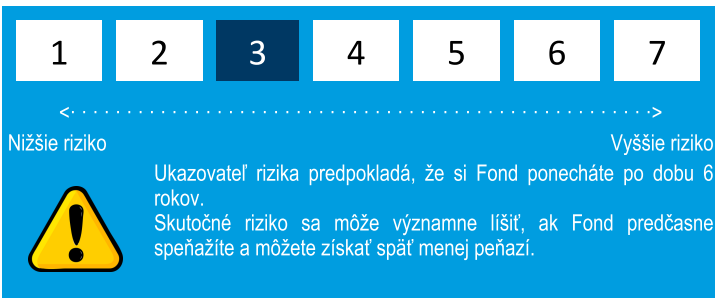 1 2 3 4 5 6 7
Nižšie riziko Vyššie riziko
Ukazovateľ rizika predpokladá, že si Fond ponecháte po dobu 6
rokov.
Skutočné riziko sa môže významne líšiť, ak Fond predčasne
speňažíte a môžete získať späť menej peňazí.